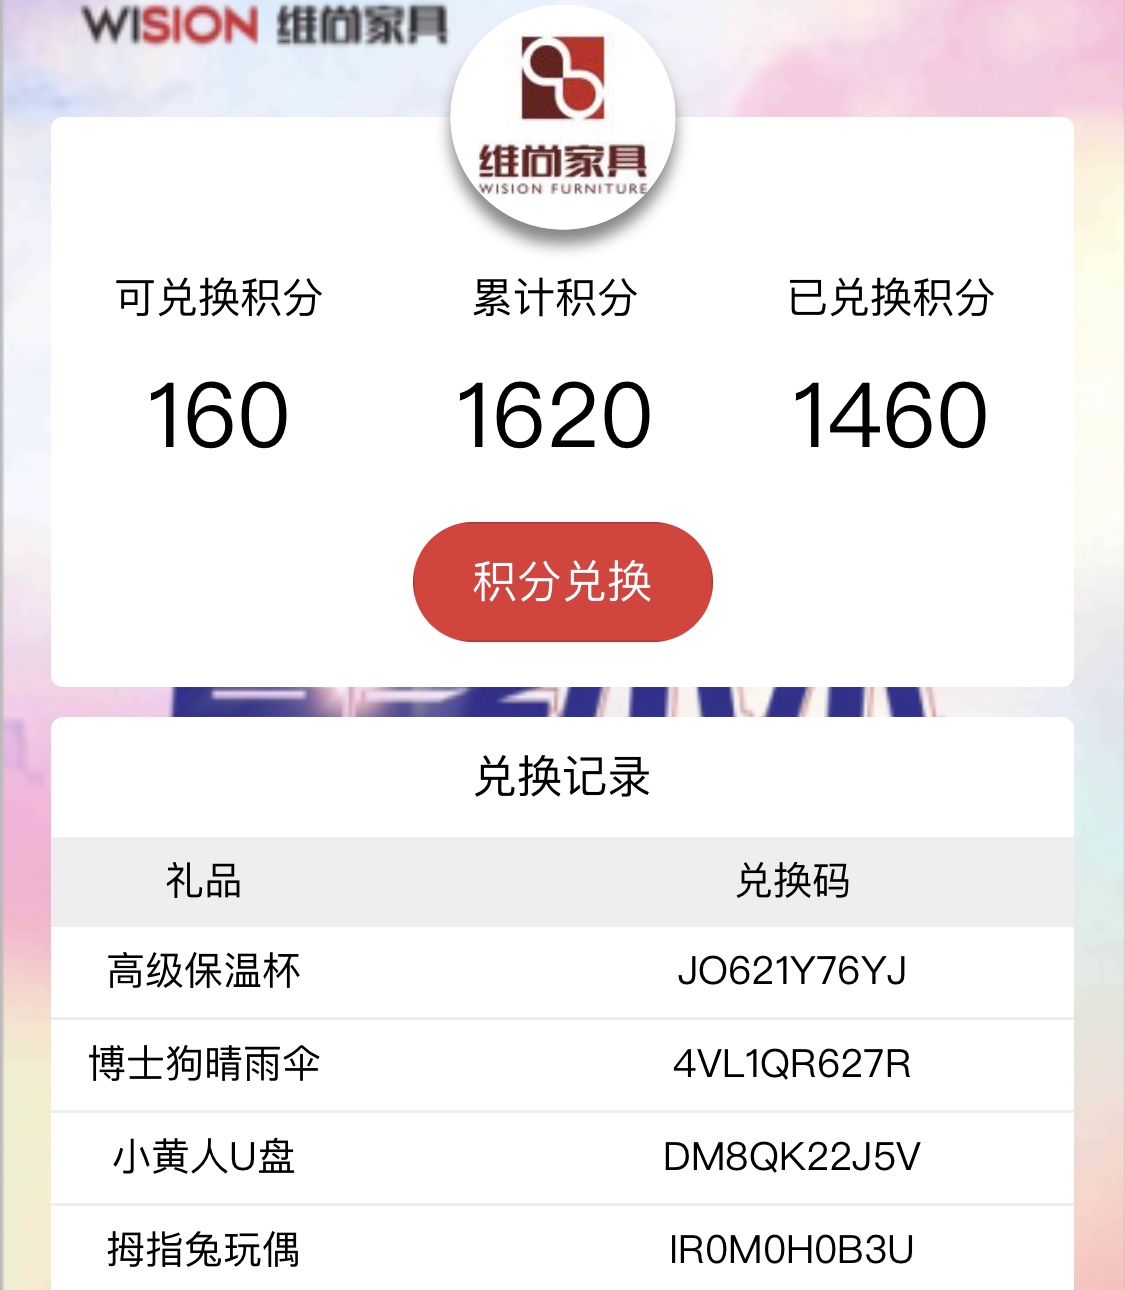 WISION 维尚家具
维尚家具
WISION FURNITURE
可兑换积分 累计积分 已兑换积分
160 1620 1460
积分兑换
兑换记录
礼品 兑换码
高级保温杯 JO621Y76YJ
博士狗晴雨伞 4VL1QR627R
小黄人U盘 DM8QK22J5V
拇指兔玩偶 IR0M0H0B3U